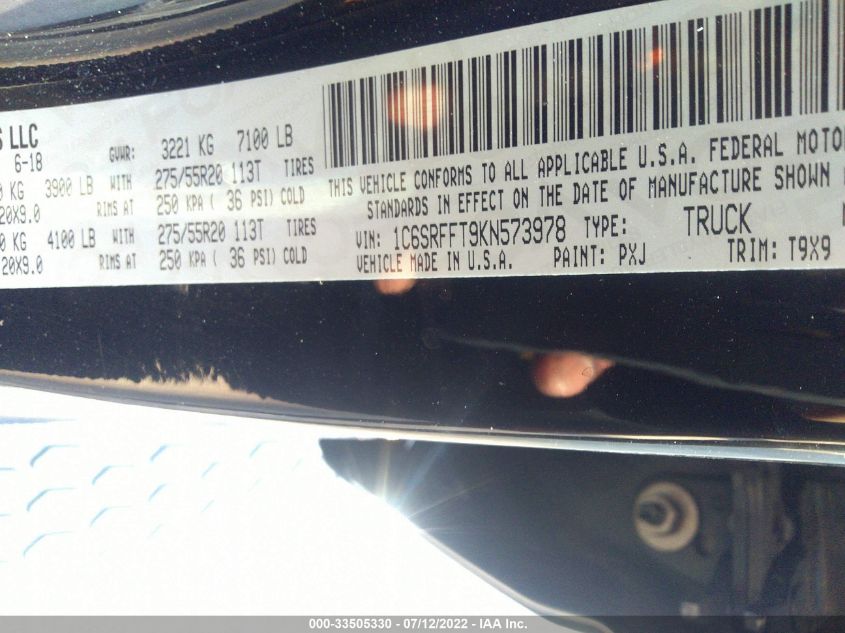 S LLC
6-18 GVWR: 3221 KG 7100 LB
0 KG 3900 LB WITH 275/55R20 113T TIRES
20X9.0 RIMS AT 250 KPA ( 36 PSI) COLD
0 KG 4100 LB WITH 275/55R20 113T TIRES
20X9.0 RIMS AT 250 KPA ( 36 PSI) COLD
THIS VEHICLE CONFORMS TO ALL APPLICABLE U.S.A. FEDERAL MOTO
STANDARDS IN EFFECT ON THE DATE OF MANUFACTURE SHOWN
VIN: 1C6SRFFT9KN573978 TYPE: TRUCK
VEHICLE MADE IN U.S.A. PAINT: PXJ TRIM: T9X9
000-33505330 - 07/12/2022 - IAA Inc.